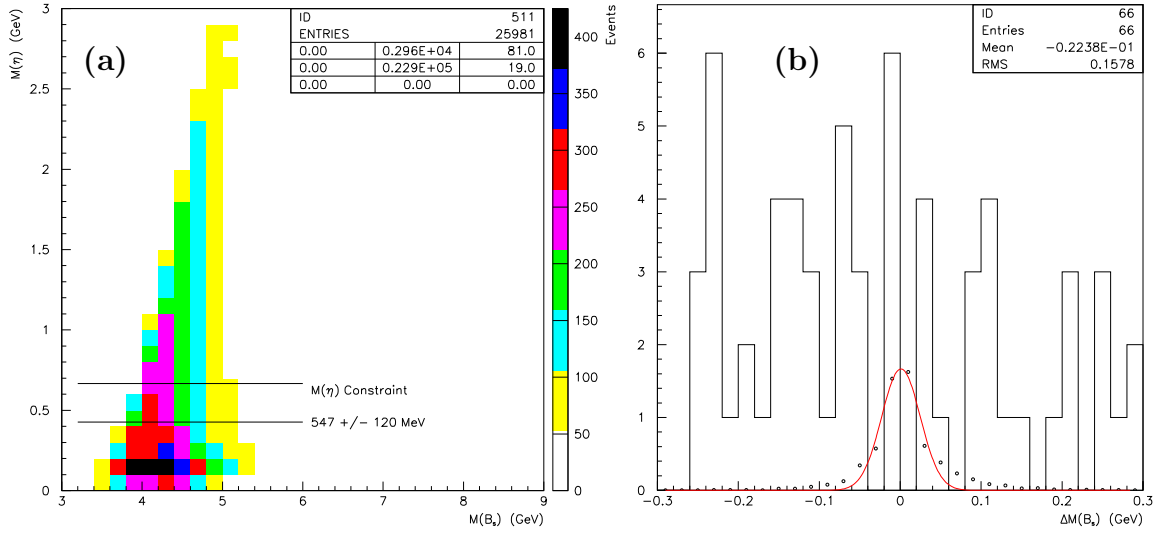 (a)
M(η) (GeV)
3
2.5
2
1.5
1
0.5
0
3 4 5 6 7 8 9
M(Bs) (GeV)
ID 511
ENTRIES 25981
0.00 0.296E+04 81.0
0.00 0.229E+05 19.0
0.00 0.00 0.00
M(η) Constraint
547 +/− 120 MeV
400
350
300
250
200
150
100
50
0
(b)
Events
6
5
4
3
2
1
0
−0.3 −0.2 −0.1 0 0.1 0.2 0.3
ΔM(Bs) (GeV)
ID 66
Entries 66
Mean −0.2238E−01
RMS 0.1578